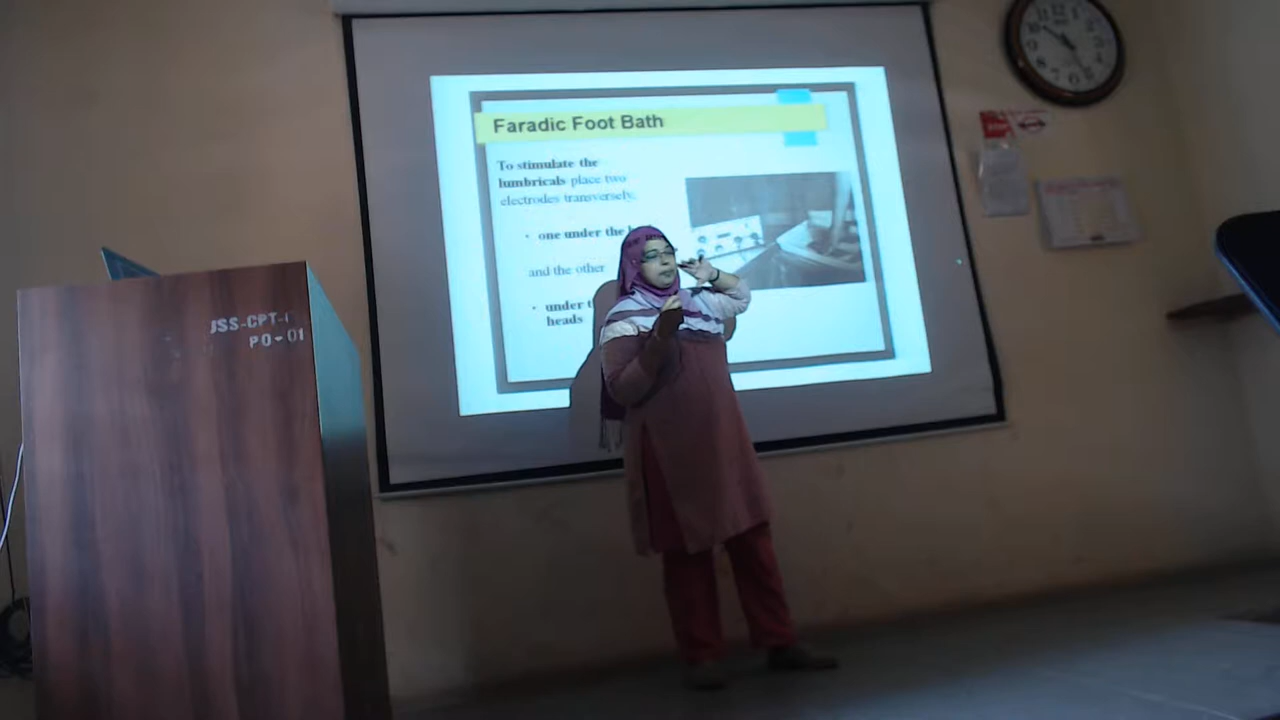 Faradic Foot Bath
To stimulate the
lumbricals place two
electrodes transversely.
• one under the
and the other
• under
heads
JSS-CPT-
PO-01